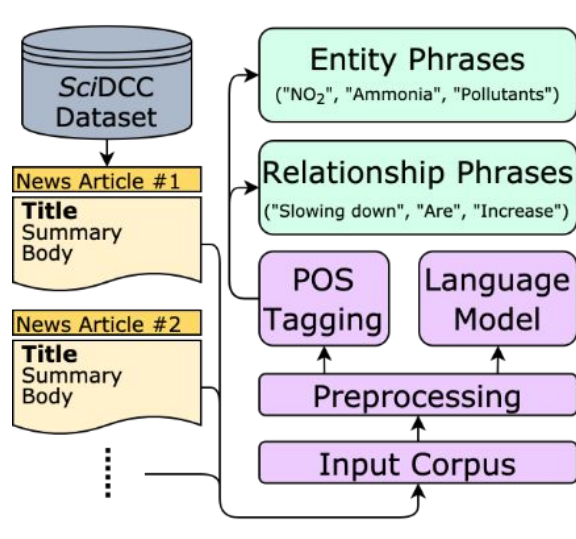 SciDCC
Dataset
News Article #1
Title
Summary
Body
News Article #2
Title
Summary
Body
Entity Phrases
("NO₂", "Ammonia", "Pollutants")
Relationship Phrases
("Slowing down", "Are", "Increase")
POS
Tagging
Language
Model
Preprocessing
Input Corpus